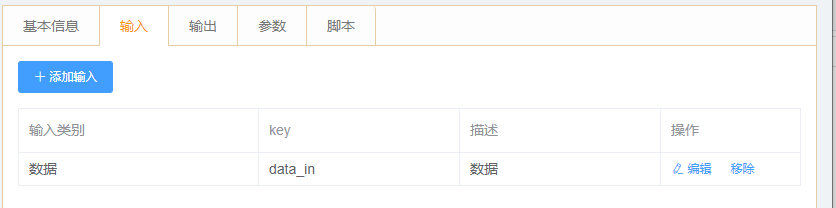 基本信息 输入 输出 参数 脚本
+ 添加输入
输入类别 key 描述 操作
数据 data_in 数据 编辑 移除